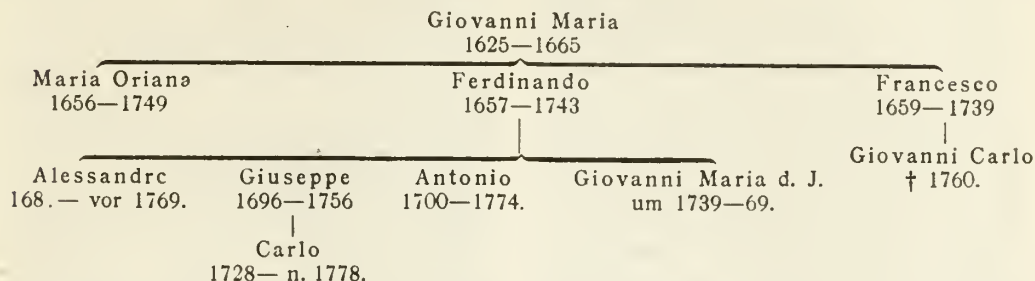 Giovanni Maria
1625—1665
Maria Oriana Ferdinando Francesco
1656—1749 1657—1743 1659—1739
Giovanni Carlo
† 1760.
Alessandrc Giuseppe Antonio Giovanni Maria d. J.
168.— vor 1769. 1696—1756 1700—1774. um 1739—69.
Carlo
1728— n. 1778.